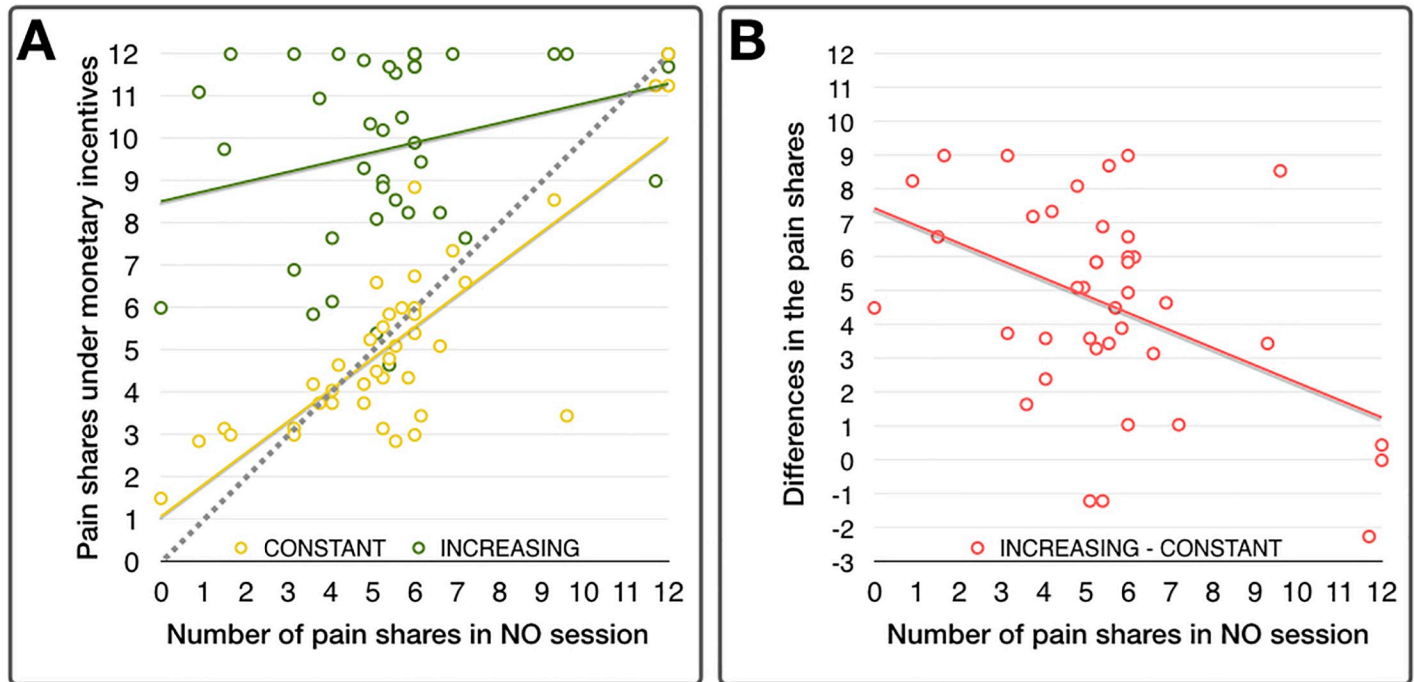 A
Pain shares under monetary incentives
12
11
10
9
8
7
6
5
4
3
2
1
0
CONSTANT INCREASING
0 1 2 3 4 5 6 7 8 9 10 11 12
Number of pain shares in NO session
B
Differences in the pain shares
12
11
10
9
8
7
6
5
4
3
2
1
0
-1
-2
-3
INCREASING - CONSTANT
0 1 2 3 4 5 6 7 8 9 10 11 12
Number of pain shares in NO session